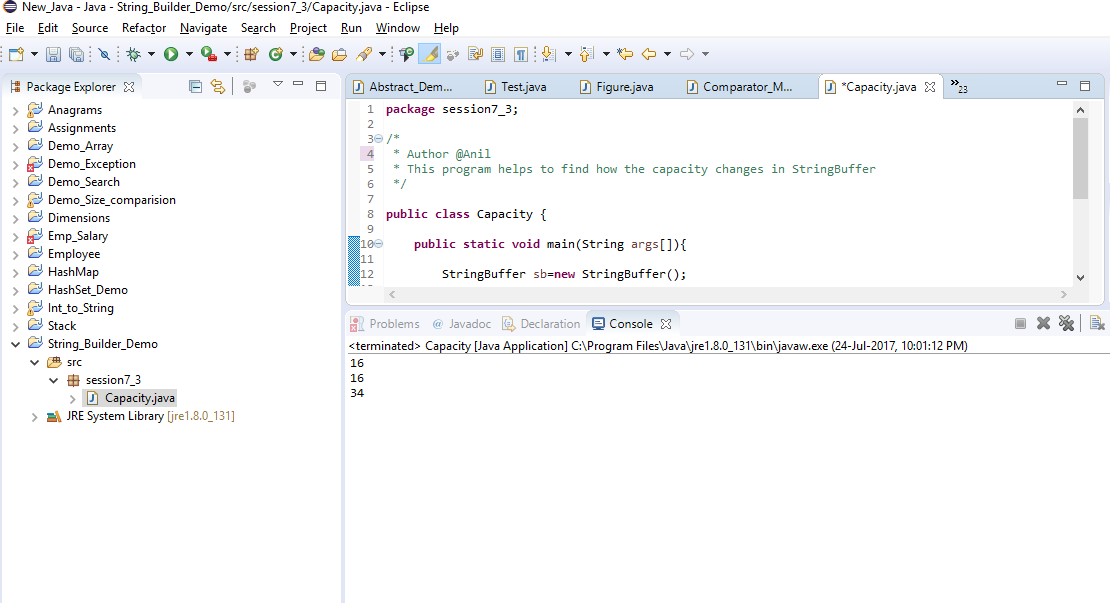 New_Java - Java - String_Builder_Demo/src/session7_3/Capacity.java - Eclipse
File Edit Source Refactor Navigate Search Project Run Window Help
Package Explorer
Anagrams
Assignments
Demo_Array
Demo_Exception
Demo_Search
Demo_Size_comparision
Dimensions
Emp_Salary
Employee
HashMap
HashSet_Demo
Int_to_String
Stack
String_Builder_Demo
src
session7_3
Capacity.java
JRE System Library [jre1.8.0_131]
Abstract_Dem... Test.java Figure.java Comparator_M... *Capacity.java »23
1 package session7_3;
2
3 /*
4 * Author @Anil
5 * This program helps to find how the capacity changes in StringBuffer
6 */
7
8 public class Capacity {
9
10 public static void main(String args[]){
11
12 StringBuffer sb=new StringBuffer();
Problems @ Javadoc Declaration Console
<terminated> Capacity [Java Application] C:\Program Files\Java\jre1.8.0_131\bin\javaw.exe (24-Jul-2017, 10:01:12 PM)
16
16
34